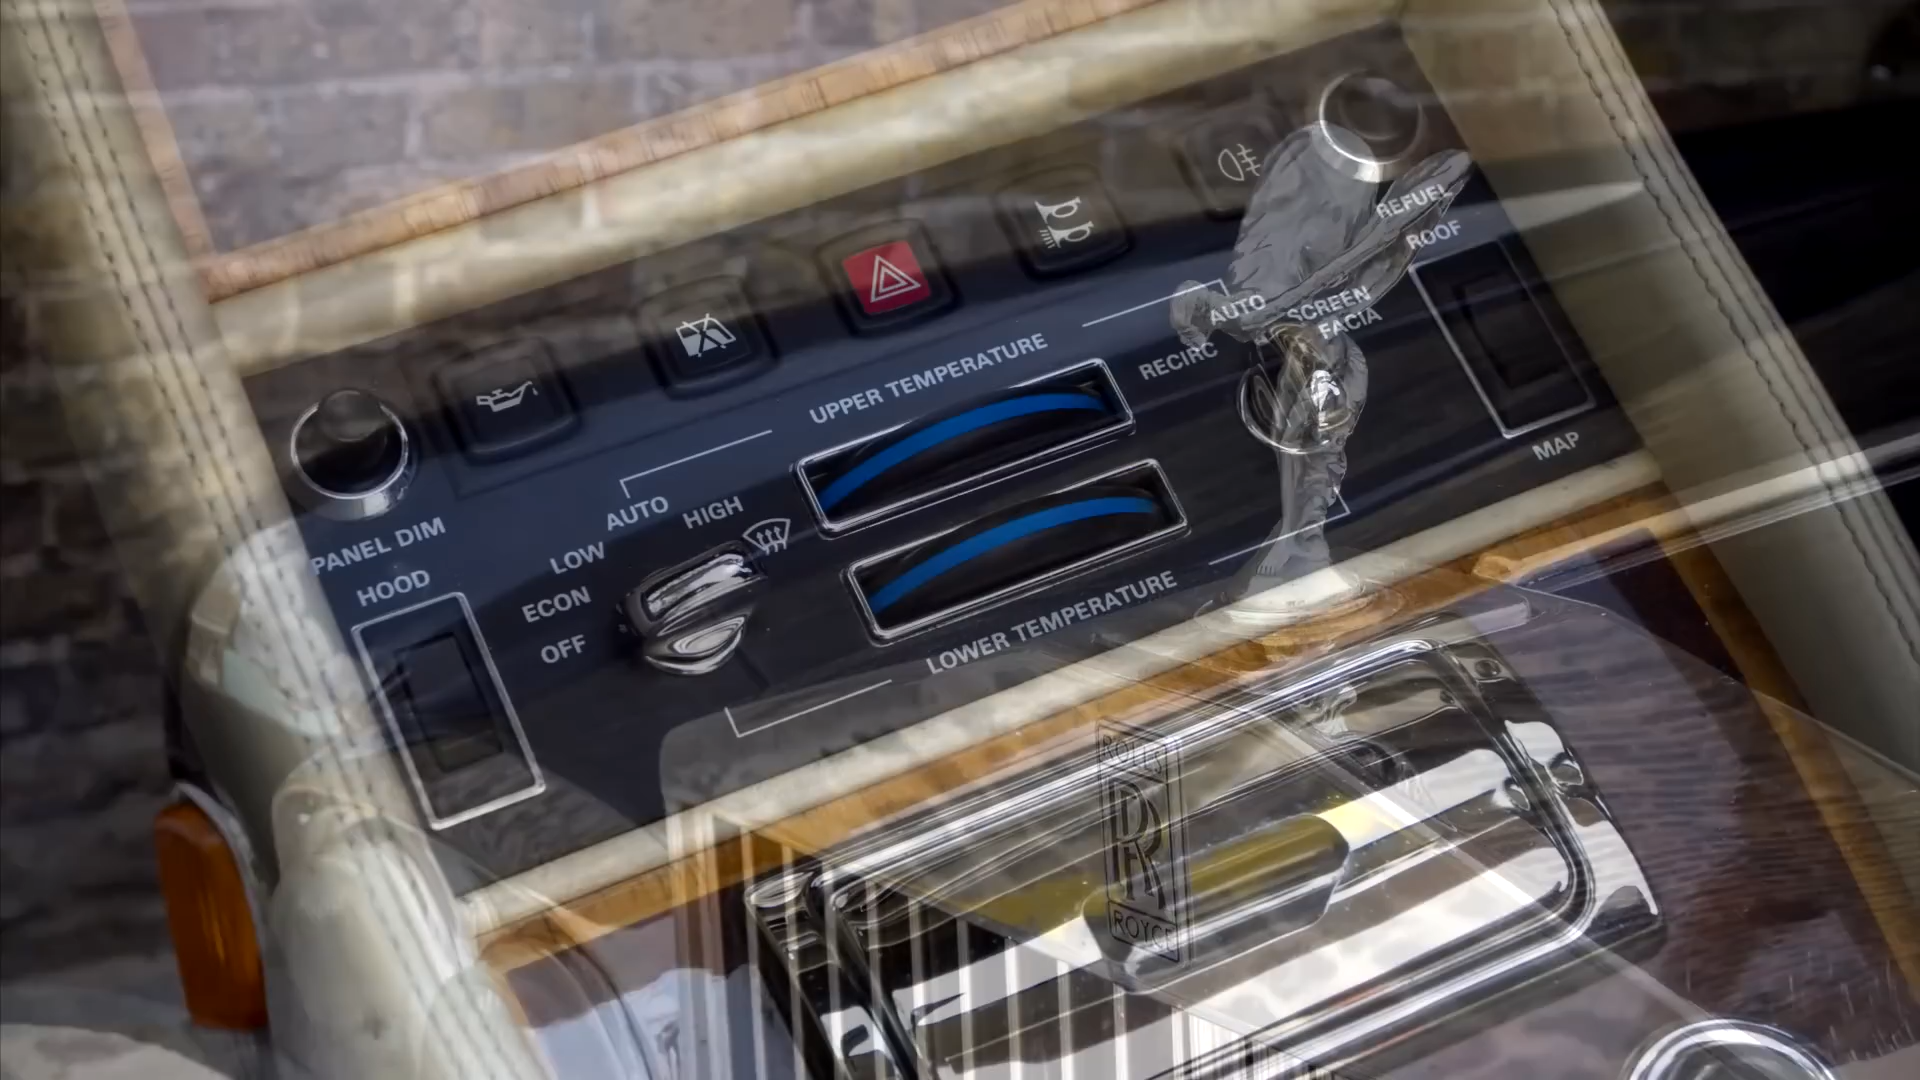 REFUEL
ROOF
AUTO
SCREEN
FACIA
RECIRC
UPPER TEMPERATURE
MAP
AUTO
HIGH
PANEL DIM
LOW
HOOD
ECON
OFF
LOWER TEMPERATURE
ROLLS
RR
ROYCE